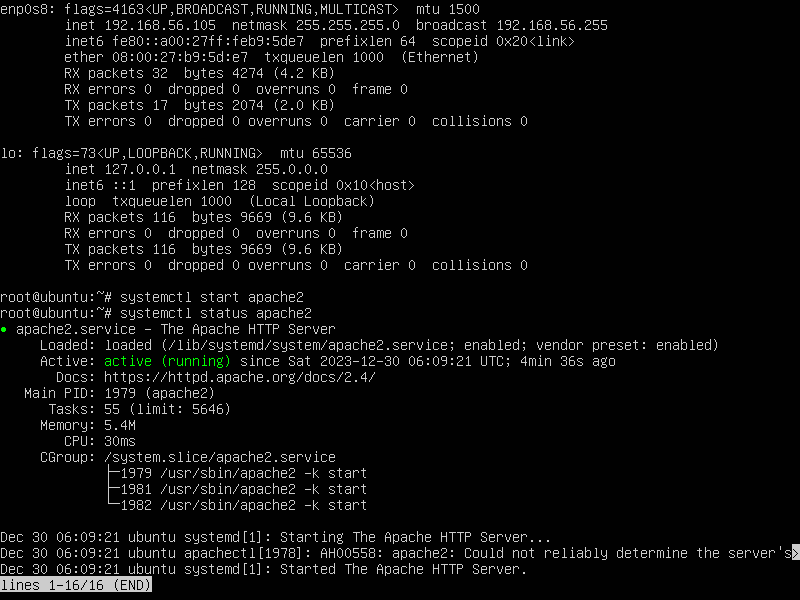 enp0s8: flags=4163<UP,BROADCAST,RUNNING,MULTICAST>  mtu 1500
        inet 192.168.56.105  netmask 255.255.255.0  broadcast 192.168.56.255
        inet6 fe80::a00:27ff:feb9:5de7  prefixlen 64  scopeid 0x20<link>
        ether 08:00:27:b9:5d:e7  txqueuelen 1000  (Ethernet)
        RX packets 32  bytes 4274 (4.2 KB)
        RX errors 0  dropped 0  overruns 0  frame 0
        TX packets 17  bytes 2074 (2.0 KB)
        TX errors 0  dropped 0 overruns 0  carrier 0  collisions 0

lo: flags=73<UP,LOOPBACK,RUNNING>  mtu 65536
        inet 127.0.0.1  netmask 255.0.0.0
        inet6 ::1  prefixlen 128  scopeid 0x10<host>
        loop  txqueuelen 1000  (Local Loopback)
        RX packets 116  bytes 9669 (9.6 KB)
        RX errors 0  dropped 0  overruns 0  frame 0
        TX packets 116  bytes 9669 (9.6 KB)
        TX errors 0  dropped 0 overruns 0  carrier 0  collisions 0

root@ubuntu:~# systemctl start apache2
root@ubuntu:~# systemctl status apache2
● apache2.service - The Apache HTTP Server
     Loaded: loaded (/lib/systemd/system/apache2.service; enabled; vendor preset: enabled)
     Active: active (running) since Sat 2023-12-30 06:09:21 UTC; 4min 36s ago
       Docs: https://httpd.apache.org/docs/2.4/
   Main PID: 1979 (apache2)
      Tasks: 55 (limit: 5646)
     Memory: 5.4M
        CPU: 30ms
     CGroup: /system.slice/apache2.service
             ├─1979 /usr/sbin/apache2 -k start
             ├─1981 /usr/sbin/apache2 -k start
             └─1982 /usr/sbin/apache2 -k start

Dec 30 06:09:21 ubuntu systemd[1]: Starting The Apache HTTP Server...
Dec 30 06:09:21 ubuntu apachectl[1978]: AH00558: apache2: Could not reliably determine the server's>
Dec 30 06:09:21 ubuntu systemd[1]: Started The Apache HTTP Server.
lines 1-16/16 (END)